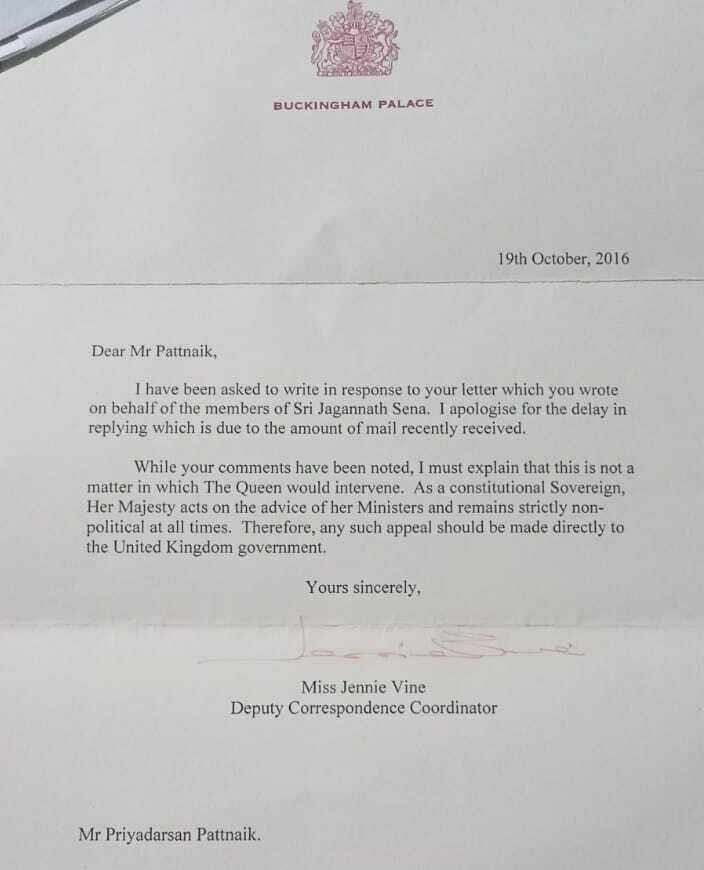 BUCKINGHAM PALACE
19th October, 2016
Dear Mr Pattnaik,
I have been asked to write in response to your letter which you wrote
on behalf of the members of Sri Jagannath Sena. I apologise for the delay in
replying which is due to the amount of mail recently received.
While your comments have been noted, I must explain that this is not a
matter in which The Queen would intervene. As a constitutional Sovereign,
Her Majesty acts on the advice of her Ministers and remains strictly non-
political at all times. Therefore, any such appeal should be made directly to
the United Kingdom government.
Yours sincerely,
Jennie Vine
Miss Jennie Vine
Deputy Correspondence Coordinator
Mr Priyadarsan Pattnaik.